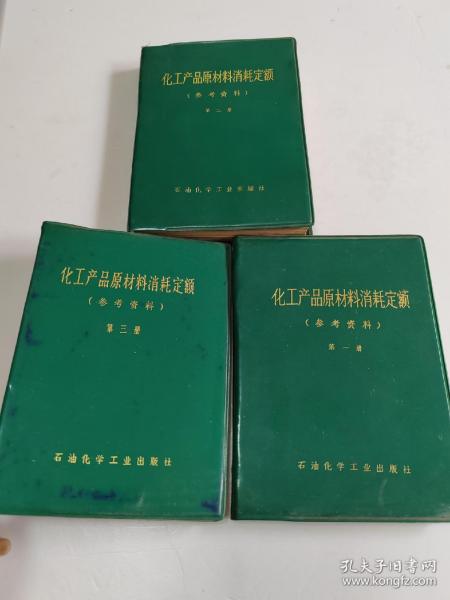 化工产品原材料消耗定额
(参考资料)
第二册
石油化学工业出版社
化工产品原材料消耗定额
(参考资料)
第三册
石油化学工业出版社
化工产品原材料消耗定额
(参考资料)
第一册
石油化学工业出版社
孔夫子旧书网
www.kongfz.com